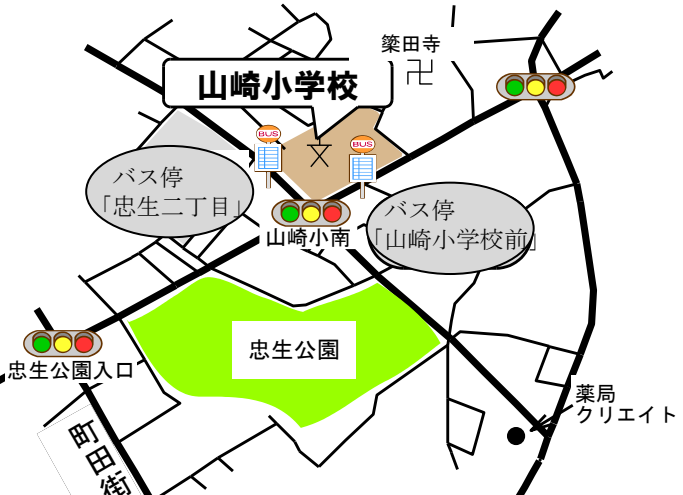 簗田寺
卍
山崎小学校
文
BUS
BUS
バス停
「忠生二丁目」
バス停
「山崎小学校前」
山崎小南
忠生公園
忠生公園入口
薬局
クリエイト
町田街